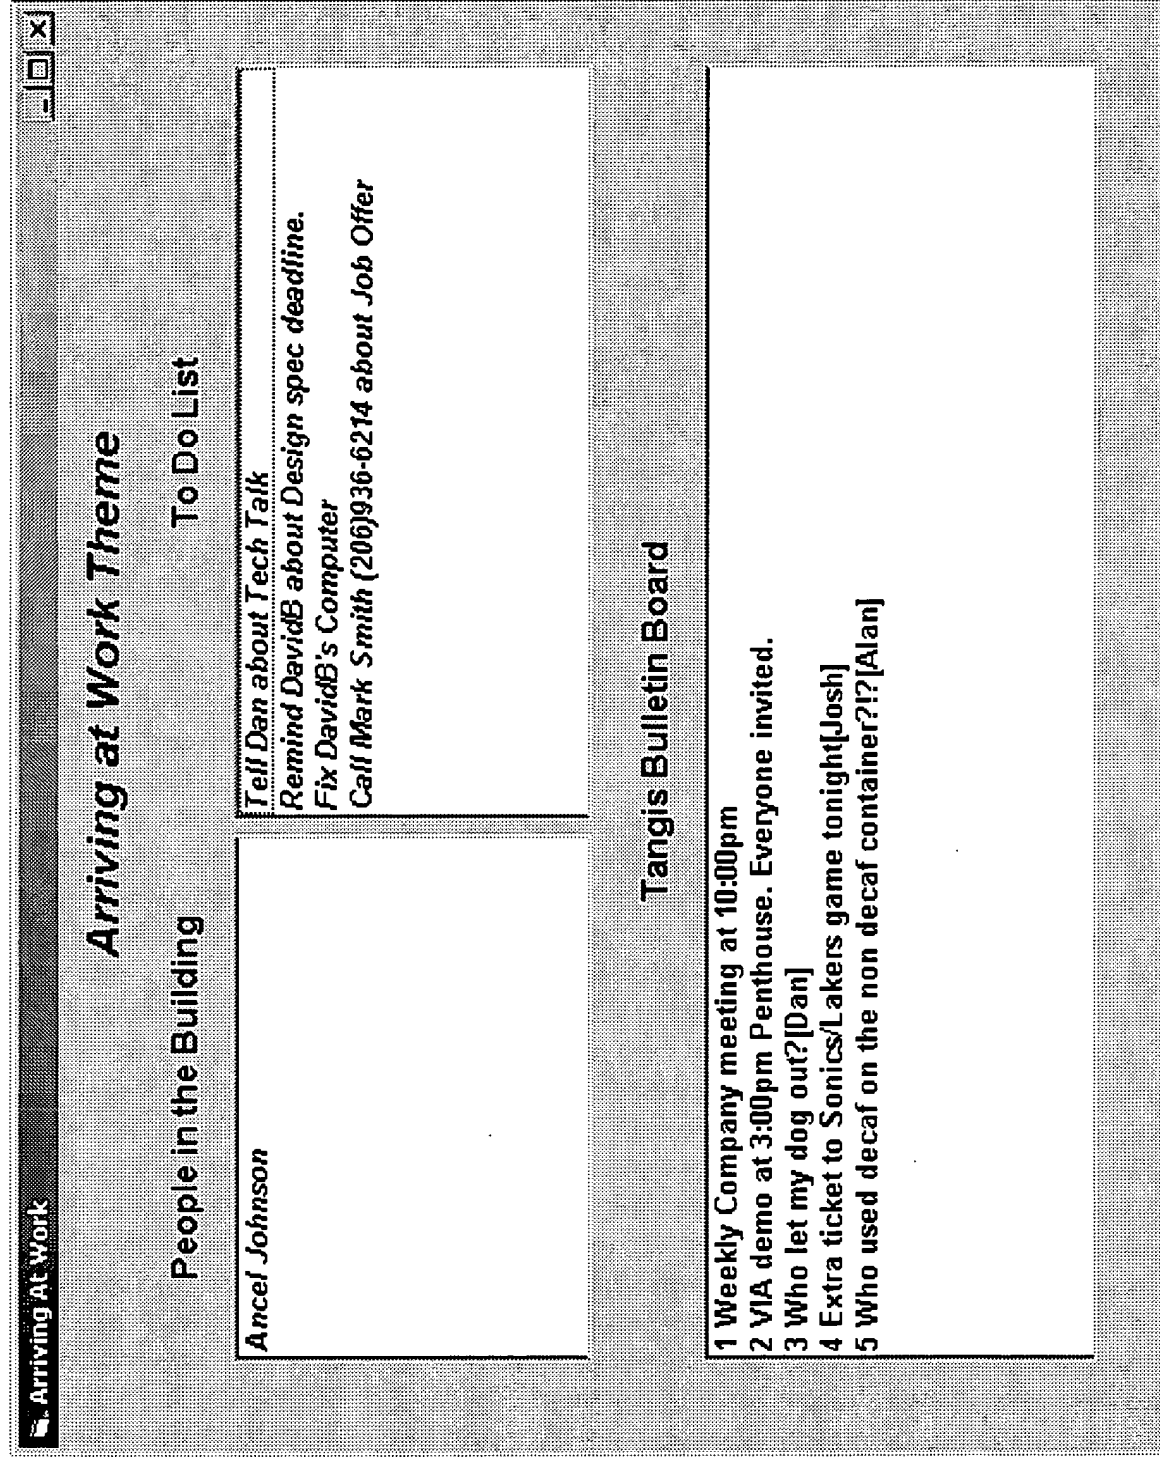 Arriving At Work
Arriving at Work Theme
People in the Building
To Do List
Ancel Johnson
Tell Dan about Tech Talk
Remind DavidB about Design spec deadline.
Fix DavidB's Computer
Call Mark Smith (206)936-6214 about Job Offer
Tangis Bulletin Board
1 Weekly Company meeting at 10:00pm
2 VIA demo at 3:00pm Penthouse. Everyone invited.
3 Who let my dog out?[Dan]
4 Extra ticket to Sonics/Lakers game tonight[Josh]
5 Who used decaf on the non decaf container?!?[Alan]